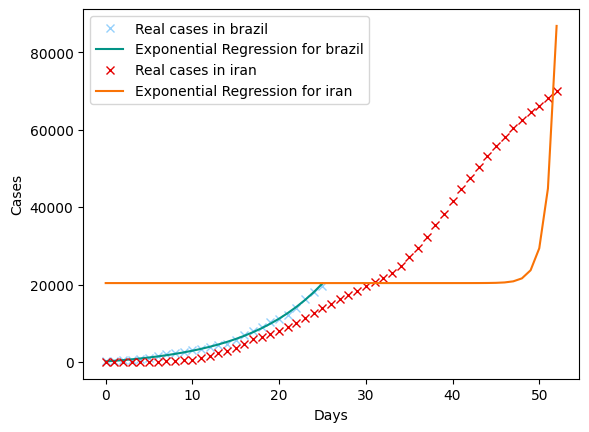 Real cases in brazil
Exponential Regression for brazil
Real cases in iran
Exponential Regression for iran
80000
60000
40000
20000
0
Cases
0 10 20 30 40 50
Days